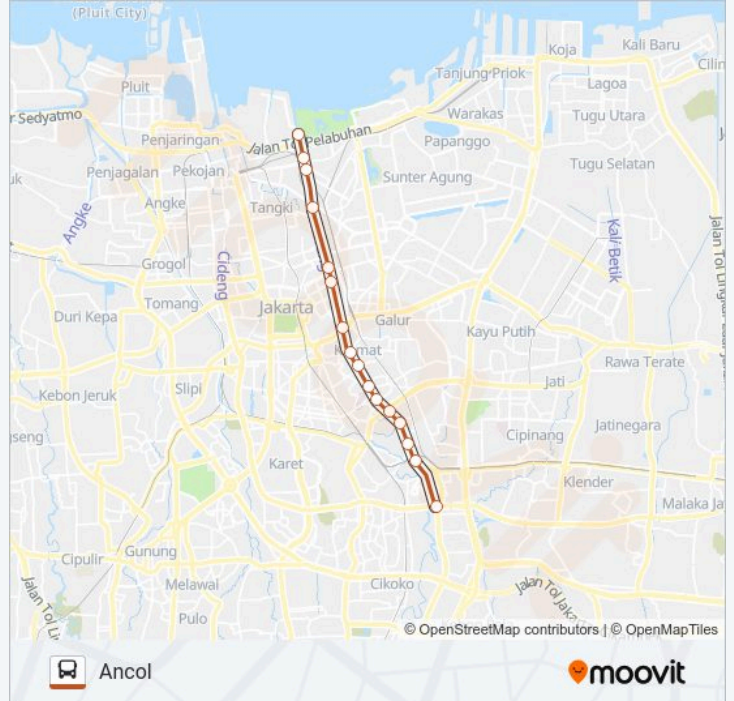 (Pluit City)
Koja
Kali Baru
Cilin
Tanjung Priok
Pluit
Lagoa
r Sedyatmo
Jalan Tol Pelabuhan
Warakas
Tugu Utara
Penjaringan
Papanggo
Penjagalan
Pekojan
Tugu Selatan
uk
Sunter Agung
Angke
Tangki
Angke
Kali Betik
Cideng
Grogol
Jakarta
Tomang
Duri Kepa
Galur
Kayu Putih
Rawa Terate
Slipi
Kebon Jeruk
Jati
Jatinegara
gseng
Cipinang
Karet
Klender
Malaka Ja
Cipulir
Gunung
Melawai
Cikoko
Pulo
© OpenStreetMap contributors | © OpenMapTiles
Ancol
moovit